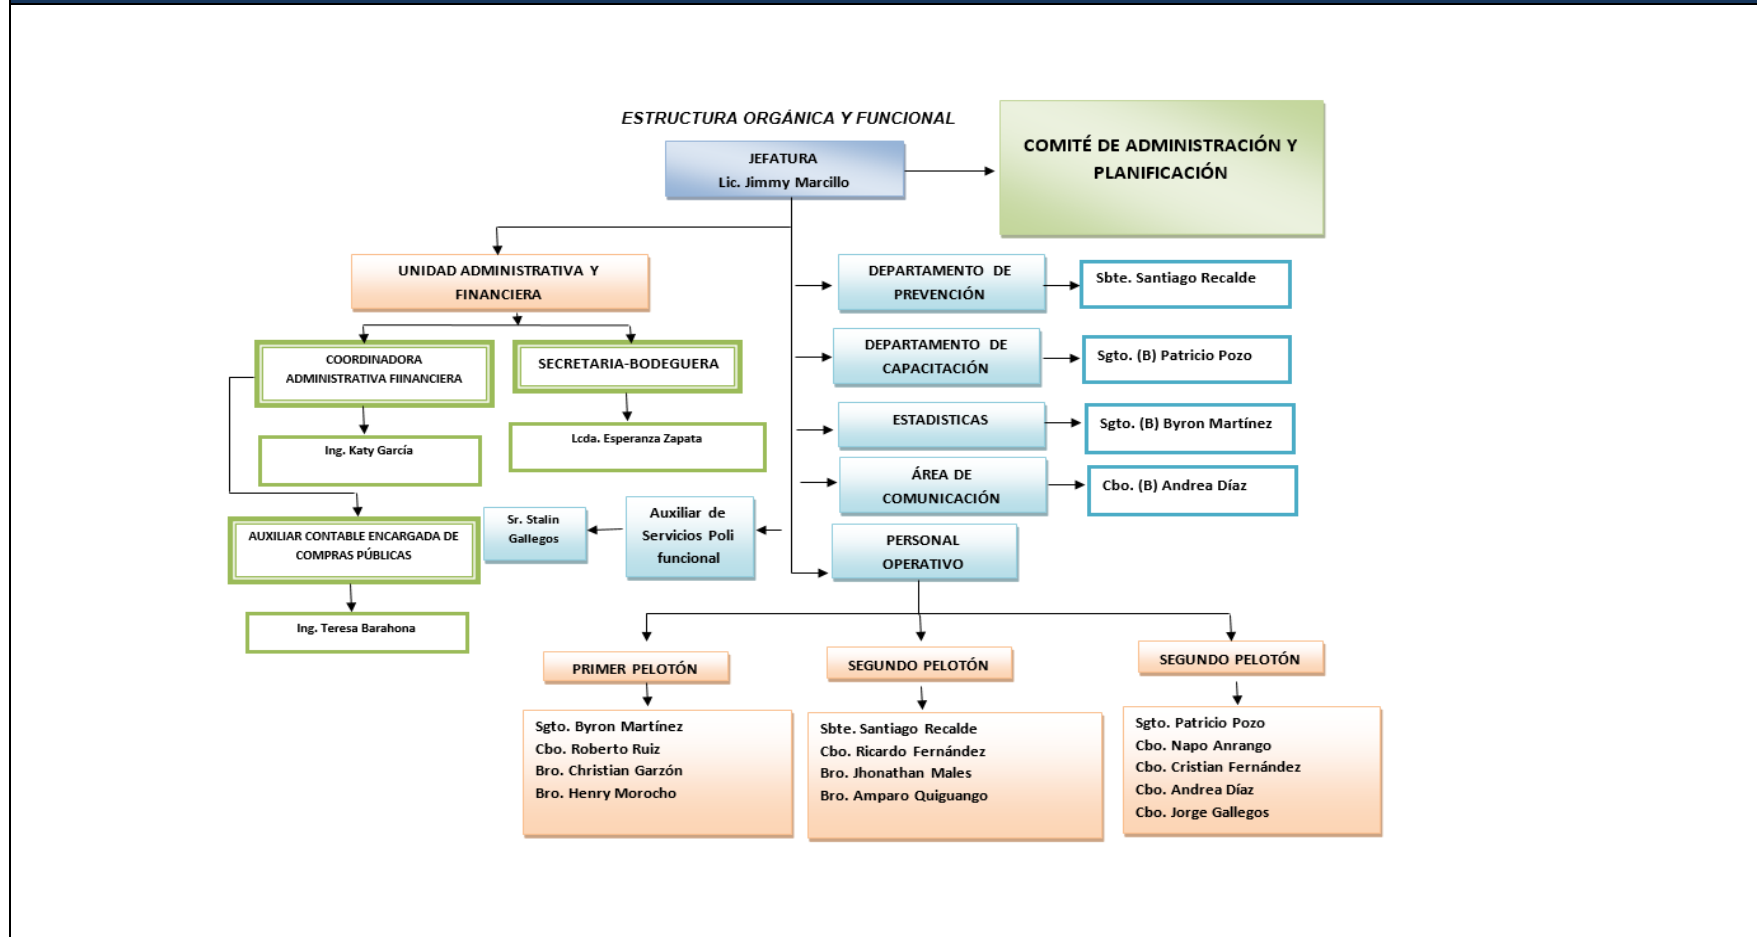 ESTRUCTURA ORGÁNICA Y FUNCIONAL
JEFATURA
Lic. Jimmy Marcillo
COMITÉ DE ADMINISTRACIÓN Y
PLANIFICACIÓN
UNIDAD ADMINISTRATIVA Y
FINANCIERA
COORDINADORA
ADMINISTRATIVA FIINANCIERA
SECRETARIA-BODEGUERA
Ing. Katy García
Lcda. Esperanza Zapata
AUXILIAR CONTABLE ENCARGADA DE
COMPRAS PÚBLICAS
Ing. Teresa Barahona
Sr. Stalin
Gallegos
Auxiliar de
Servicios Poli
funcional
DEPARTAMENTO DE
PREVENCIÓN
Sbte. Santiago Recalde
DEPARTAMENTO DE
CAPACITACIÓN
Sgto. (B) Patricio Pozo
ESTADISTICAS
Sgto. (B) Byron Martínez
ÁREA DE
COMUNICACIÓN
Cbo. (B) Andrea Díaz
PERSONAL
OPERATIVO
PRIMER PELOTÓN
Sgto. Byron Martínez
Cbo. Roberto Ruiz
Bro. Christian Garzón
Bro. Henry Morocho
SEGUNDO PELOTÓN
Sbte. Santiago Recalde
Cbo. Ricardo Fernández
Bro. Jhonathan Males
Bro. Amparo Quiguango
SEGUNDO PELOTÓN
Sgto. Patricio Pozo
Cbo. Napo Anrango
Cbo. Cristian Fernández
Cbo. Andrea Díaz
Cbo. Jorge Gallegos